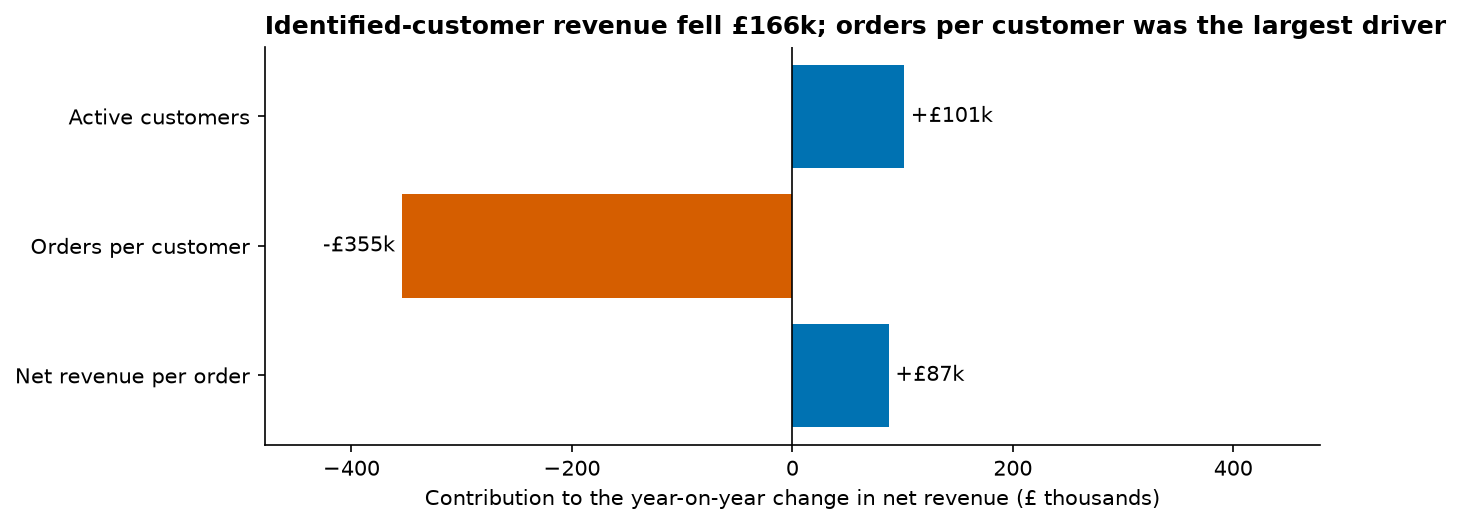 Identified-customer revenue fell £166k; orders per customer was the largest driver
Active customers
+£101k
Orders per customer
-£355k
Net revenue per order
+£87k
−400
−200
0
200
400
Contribution to the year-on-year change in net revenue (£ thousands)